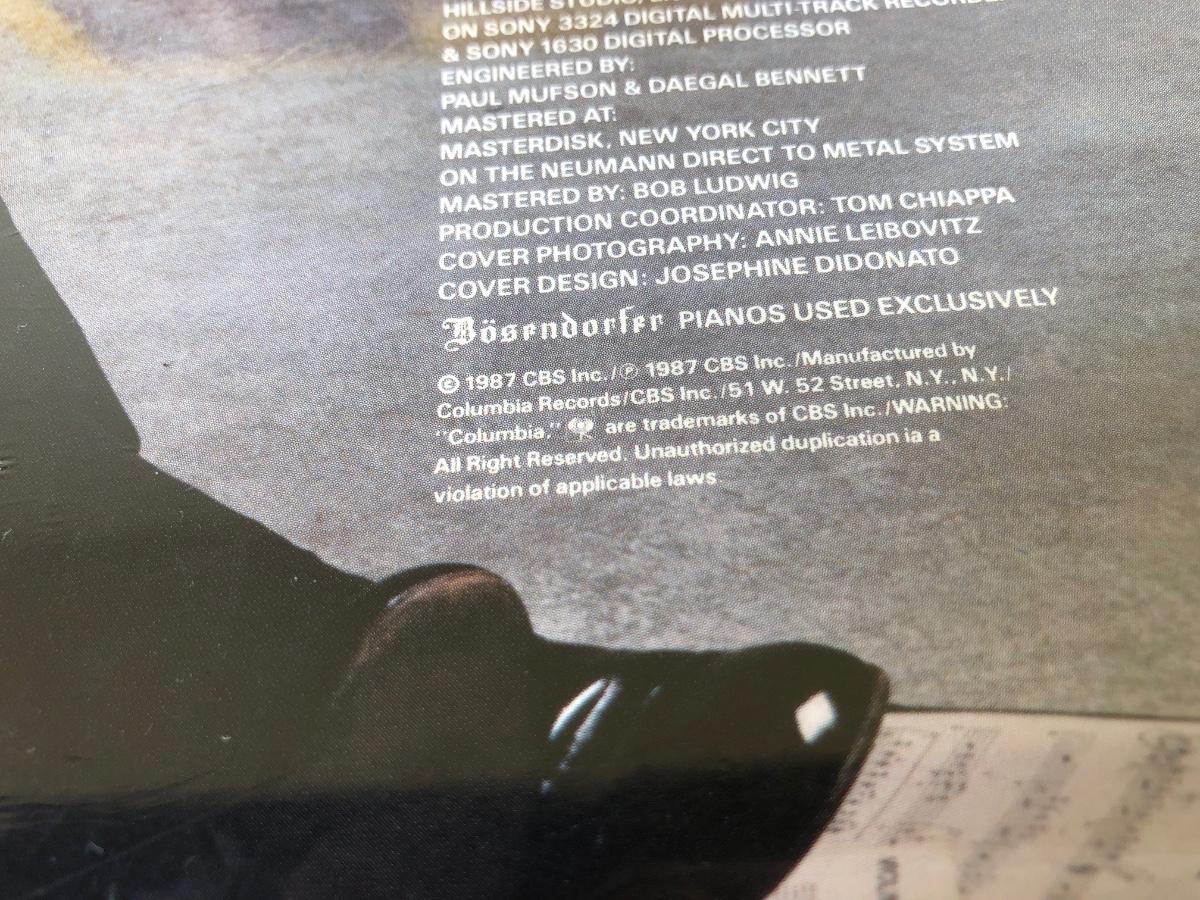 HILLSIDE STUDIO,
ON SONY 3324 DIGITAL MULTI-TRACK RECORDER
& SONY 1630 DIGITAL PROCESSOR
ENGINEERED BY:
PAUL MUFSON & DAEGAL BENNETT
MASTERED AT:
MASTERDISK, NEW YORK CITY
ON THE NEUMANN DIRECT TO METAL SYSTEM
MASTERED BY: BOB LUDWIG
PRODUCTION COORDINATOR: TOM CHIAPPA
COVER PHOTOGRAPHY: ANNIE LEIBOVITZ
COVER DESIGN: JOSEPHINE DIDONATO
Bösendorfer PIANOS USED EXCLUSIVELY
© 1987 CBS Inc./℗ 1987 CBS Inc./Manufactured by
Columbia Records/CBS Inc./51 W. 52 Street, N.Y., N.Y./
"Columbia," are trademarks of CBS Inc./WARNING:
All Right Reserved. Unauthorized duplication ia a
violation of applicable laws